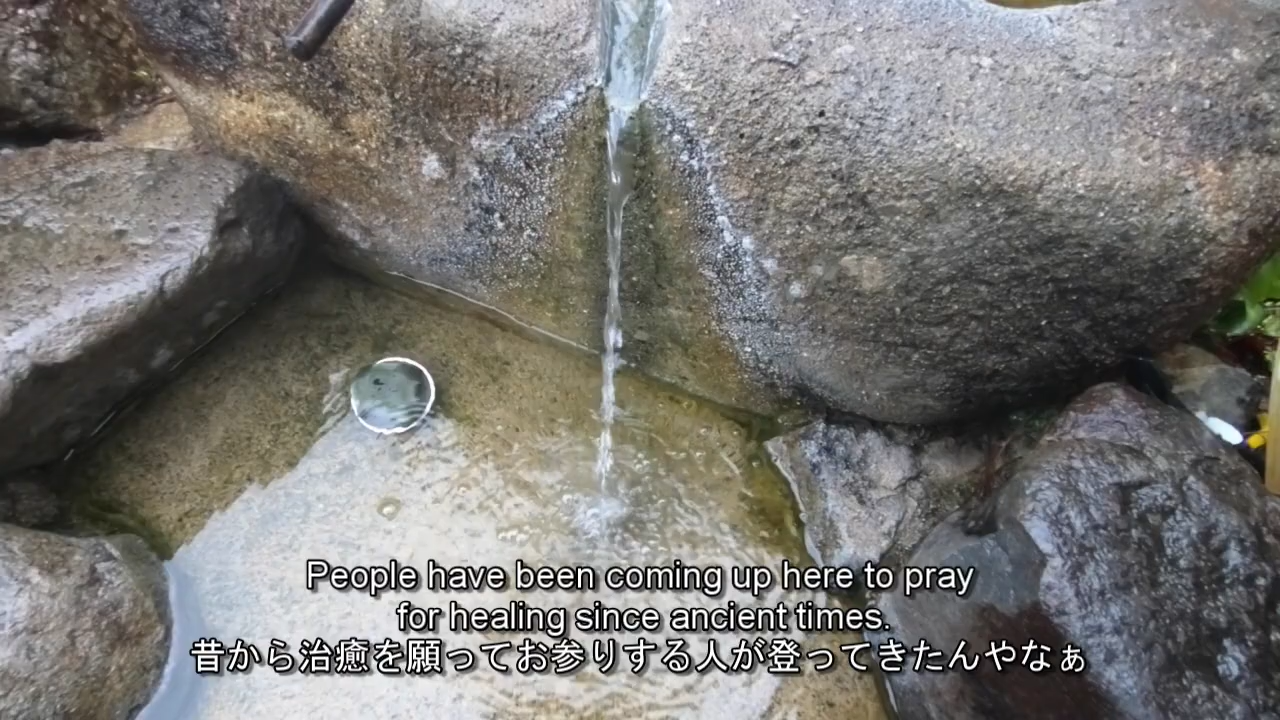 People have been coming up here to pray
for healing since ancient times.
昔から治癒を願ってお参りする人が登ってきたんやなぁ